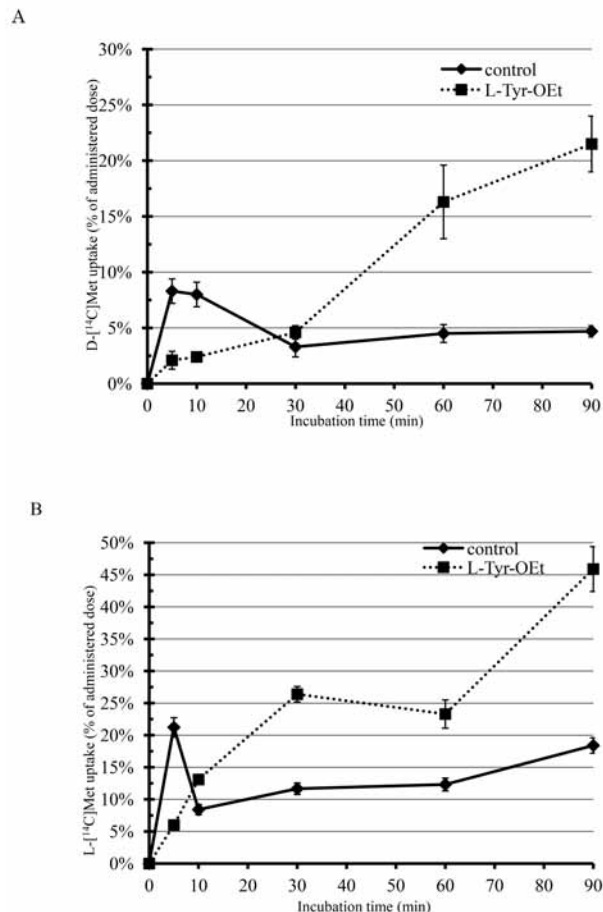 A
30%
25%
20%
15%
10%
5%
0%
D-[¹⁴C]Met uptake (% of administered dose)
control
L-Tyr-OEt
0 10 20 30 40 50 60 70 80 90
Incubation time (min)
B
50%
45%
40%
35%
30%
25%
20%
15%
10%
5%
0%
L-[¹⁴C]Met uptake (% of administered dose)
control
L-Tyr-OEt
0 10 20 30 40 50 60 70 80 90
Incubation time (min)